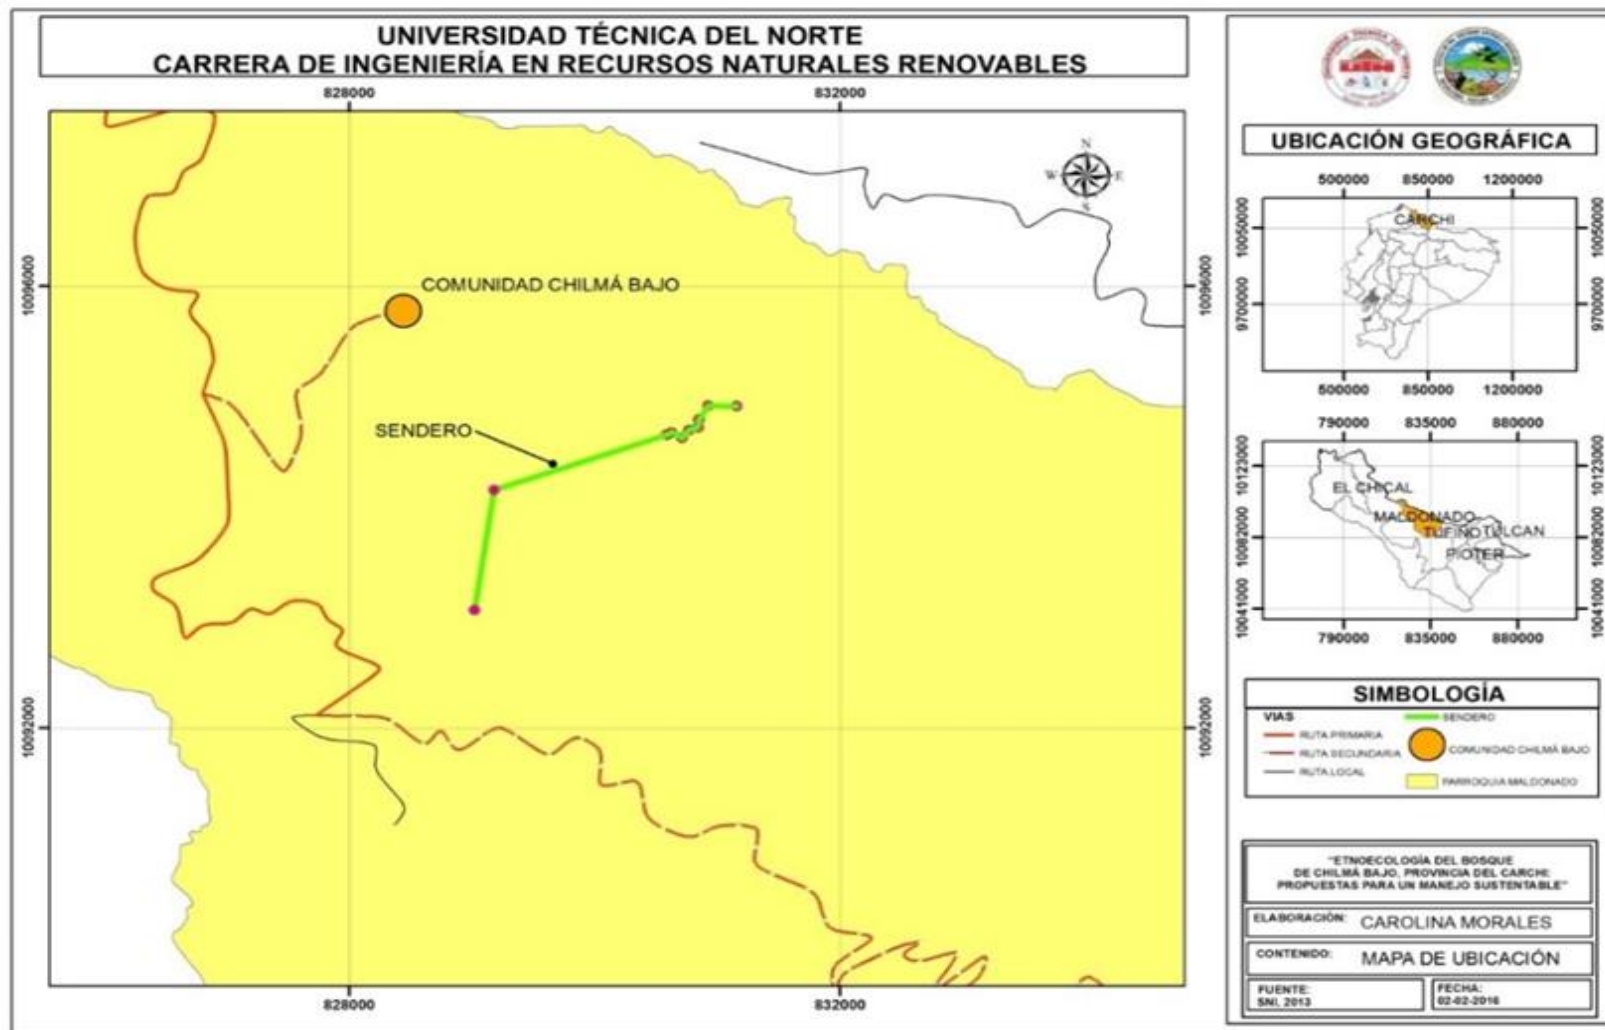 UNIVERSIDAD TÉCNICA DEL NORTE
CARRERA DE INGENIERÍA EN RECURSOS NATURALES RENOVABLES
828000 832000
10096000 10096000
N
W E
S
COMUNIDAD CHILMÁ BAJO
SENDERO
10092000 10092000
828000 832000
UBICACIÓN GEOGRÁFICA
500000 850000 1200000
10050000 10050000
CARCHI
9700000 9700000
500000 850000 1200000
790000 835000 880000
10123000 10123000
EL CHICAL
MALDONADO
TUFIÑO TULCAN
10082000 10082000
PIOTER
10041000 10041000
790000 835000 880000
SIMBOLOGÍA
VIAS
RUTA PRIMARIA
RUTA SECUNDARIA
RUTA LOCAL
SENDERO
COMUNIDAD CHILMÁ BAJO
PARROQUIA MALDONADO
"ETNOECOLOGÍA DEL BOSQUE
DE CHILMÁ BAJO, PROVINCIA DEL CARCHI:
PROPUESTAS PARA UN MANEJO SUSTENTABLE"
ELABORACIÓN: CAROLINA MORALES
CONTENIDO: MAPA DE UBICACIÓN
FUENTE:
SNI, 2013
FECHA:
02-02-2016